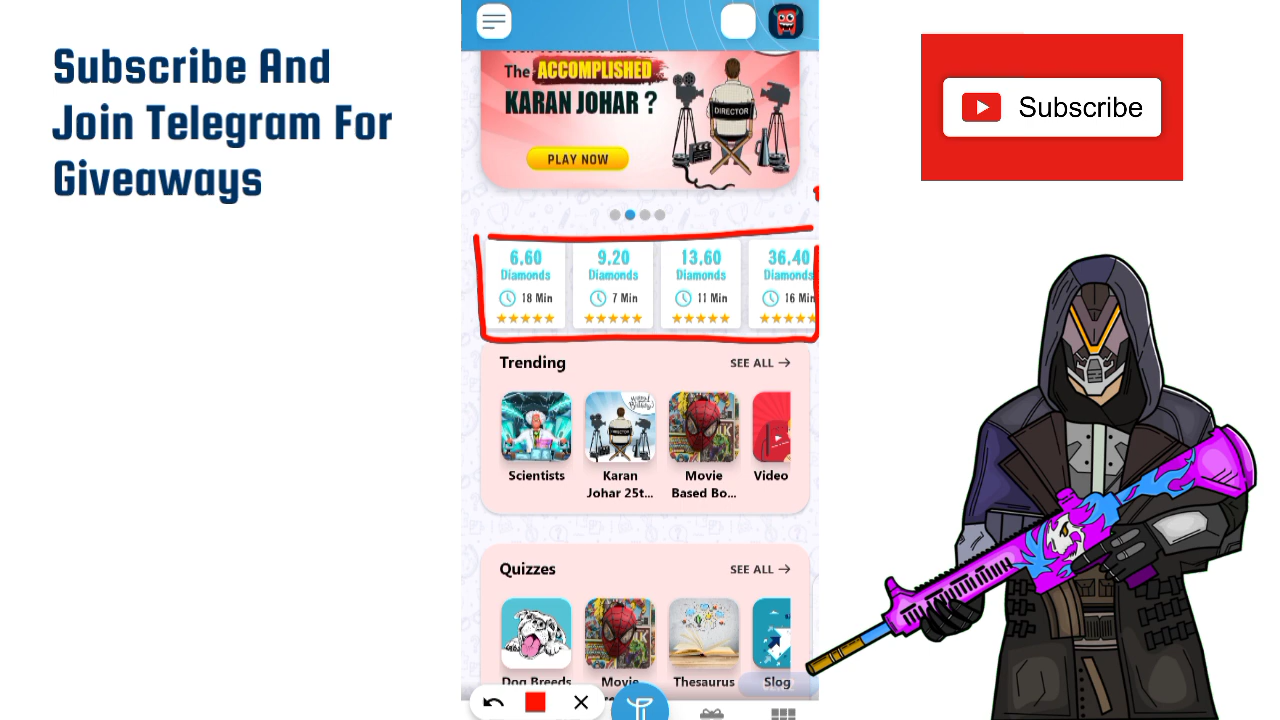 Subscribe And
Join Telegram For
Giveaways
The ACCOMPLISHED
KARAN JOHAR ?
DIRECTOR
PLAY NOW
6,60
Diamonds
18 Min
9,20
Diamonds
7 Min
13,60
Diamonds
11 Min
36,40
Diamonds
16 Min
Trending
SEE ALL →
Scientists
Karan
Johar 25t...
Movie
Based Bo...
Video
Quizzes
SEE ALL →
Dog Breeds
Movie
Thesaurus
Slog
Subscribe